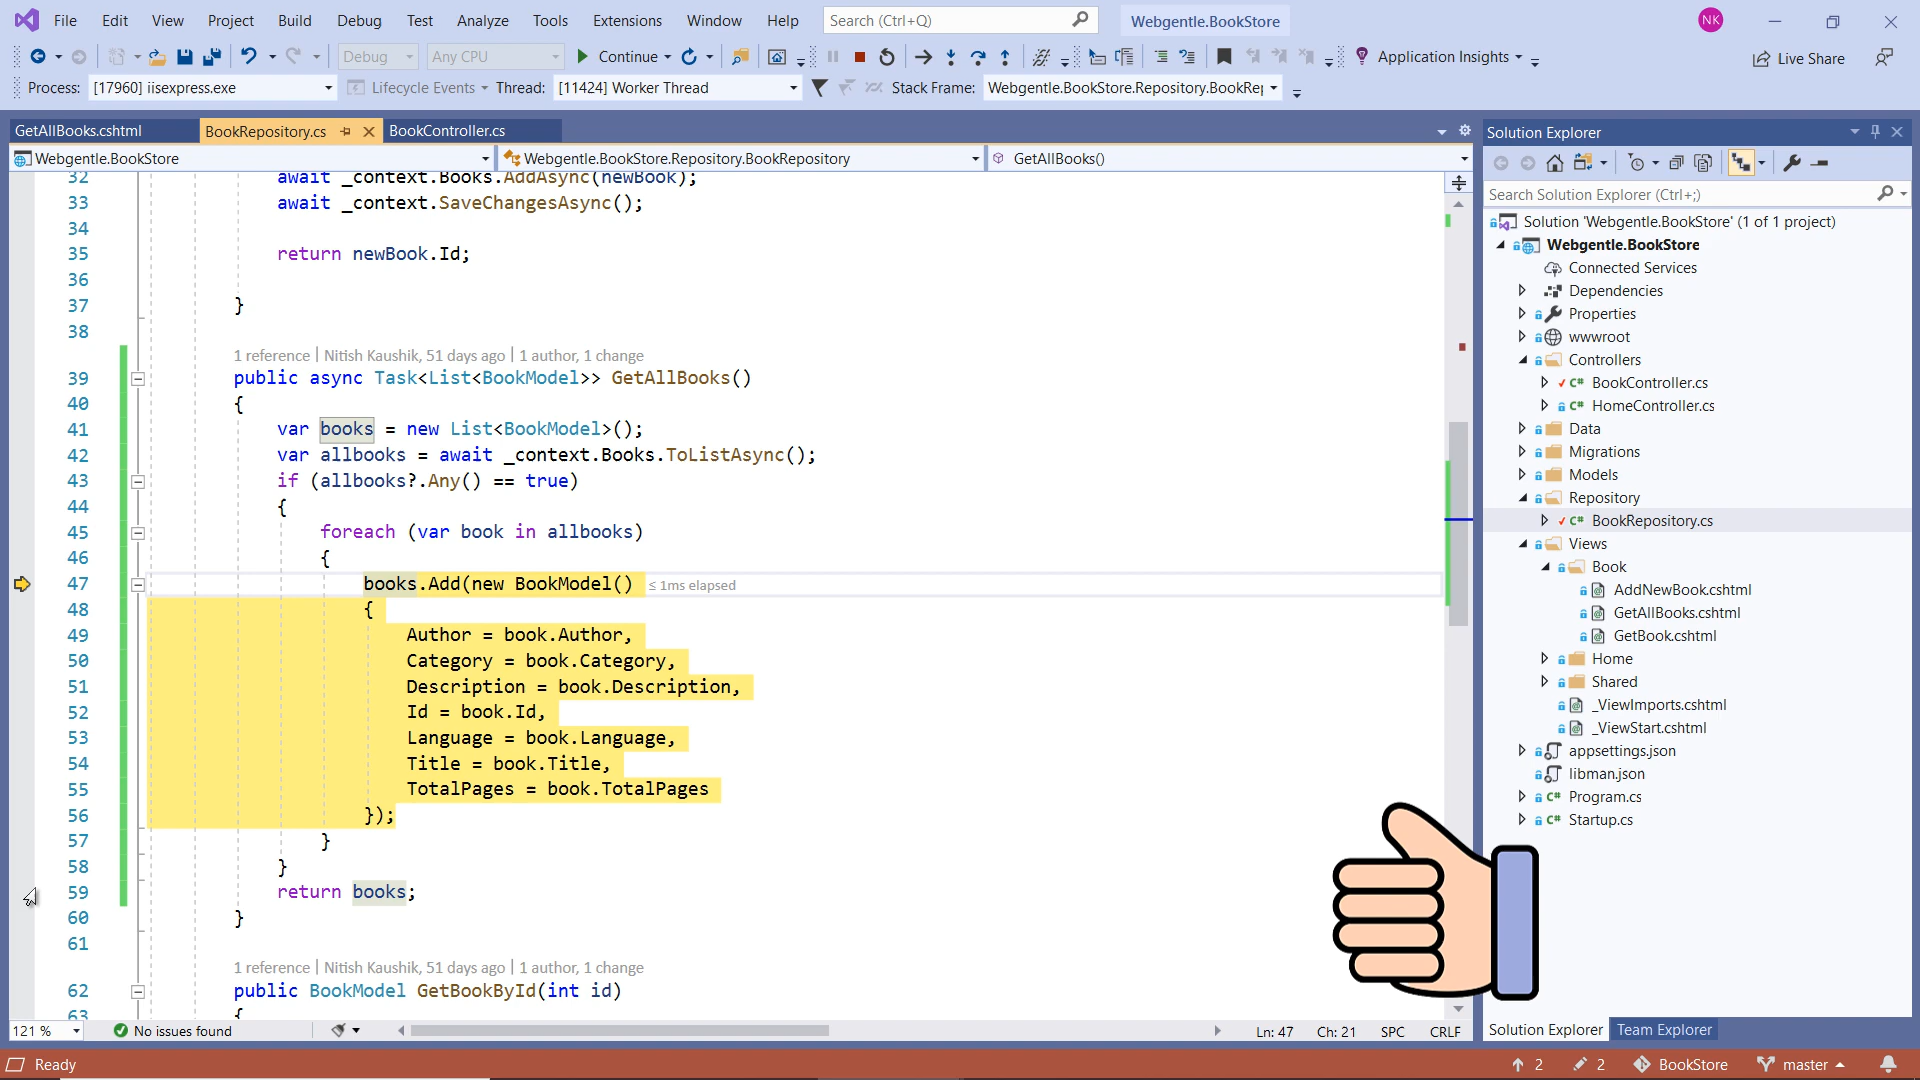 File Edit View Project Build Debug Test Analyze Tools Extensions Window Help Search (Ctrl+Q) Webgentle.BookStore NK
Debug Any CPU Continue Application Insights Live Share
Process: [17960] iisexpress.exe Lifecycle Events Thread: [11424] Worker Thread Stack Frame: Webgentle.BookStore.Repository.BookRe
GetAllBooks.cshtml BookRepository.cs BookController.cs
Webgentle.BookStore Webgentle.BookStore.Repository.BookRepository GetAllBooks()
32 await _context.Books.AddAsync(newBook);
33 await _context.SaveChangesAsync();
34
35 return newBook.Id;
36
37 }
38
1 reference | Nitish Kaushik, 51 days ago | 1 author, 1 change
39 public async Task<List<BookModel>> GetAllBooks()
40 {
41 var books = new List<BookModel>();
42 var allbooks = await _context.Books.ToListAsync();
43 if (allbooks?.Any() == true)
44 {
45 foreach (var book in allbooks)
46 {
47 books.Add(new BookModel() ≤ 1ms elapsed
48 {
49 Author = book.Author,
50 Category = book.Category,
51 Description = book.Description,
52 Id = book.Id,
53 Language = book.Language,
54 Title = book.Title,
55 TotalPages = book.TotalPages
56 });
57 }
58 }
59 return books;
60 }
61
1 reference | Nitish Kaushik, 51 days ago | 1 author, 1 change
62 public BookModel GetBookById(int id)
63 {
121 % No issues found Ln: 47 Ch: 21 SPC CRLF
Solution Explorer
Search Solution Explorer (Ctrl+;)
Solution 'Webgentle.BookStore' (1 of 1 project)
Webgentle.BookStore
Connected Services
Dependencies
Properties
wwwroot
Controllers
C# BookController.cs
C# HomeController.cs
Data
Migrations
Models
Repository
C# BookRepository.cs
Views
Book
AddNewBook.cshtml
GetAllBooks.cshtml
GetBook.cshtml
Home
Shared
_ViewImports.cshtml
_ViewStart.cshtml
appsettings.json
libman.json
C# Program.cs
C# Startup.cs
Solution Explorer Team Explorer
Ready 2 2 BookStore master